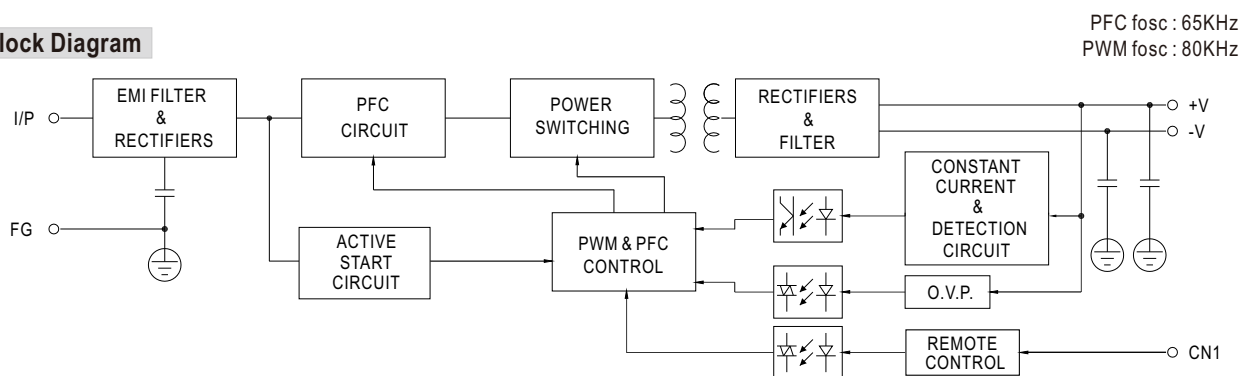 lock Diagram
PFC fosc : 65KHz
PWM fosc : 80KHz
I/P
EMI FILTER
&
RECTIFIERS
PFC
CIRCUIT
POWER
SWITCHING
RECTIFIERS
&
FILTER
+V
-V
FG
ACTIVE
START
CIRCUIT
PWM & PFC
CONTROL
CONSTANT
CURRENT
&
DETECTION
CIRCUIT
O.V.P.
REMOTE
CONTROL
CN1